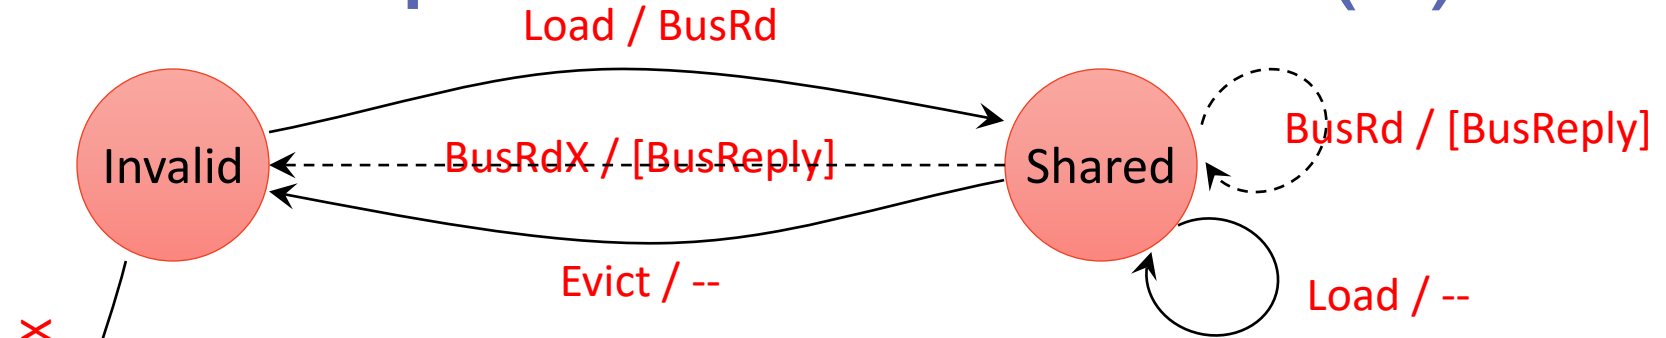 Load / BusRd
BusRdX / [BusReply]
BusRd / [BusReply]
Invalid
Shared
Evict / --
Load / --
X